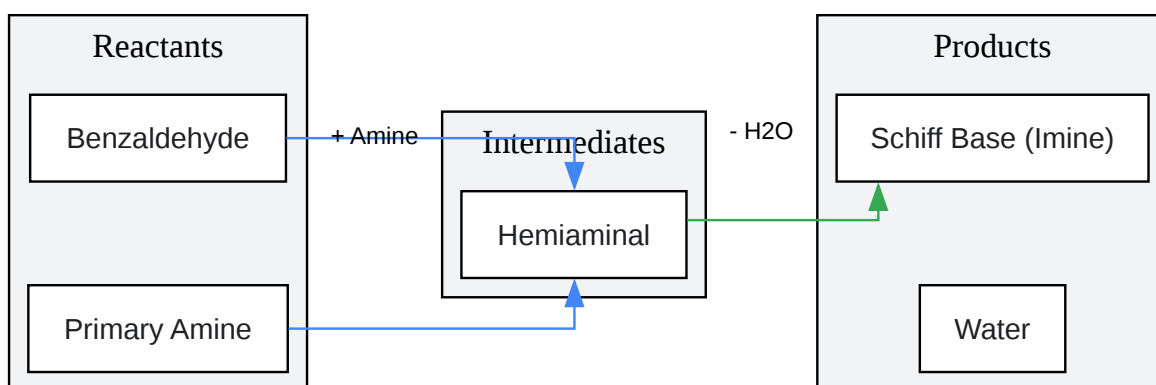 Reactants
Benzaldehyde
Primary Amine
+ Amine
Intermediates
Hemiaminal
- H2O
Products
Schiff Base (Imine)
Water